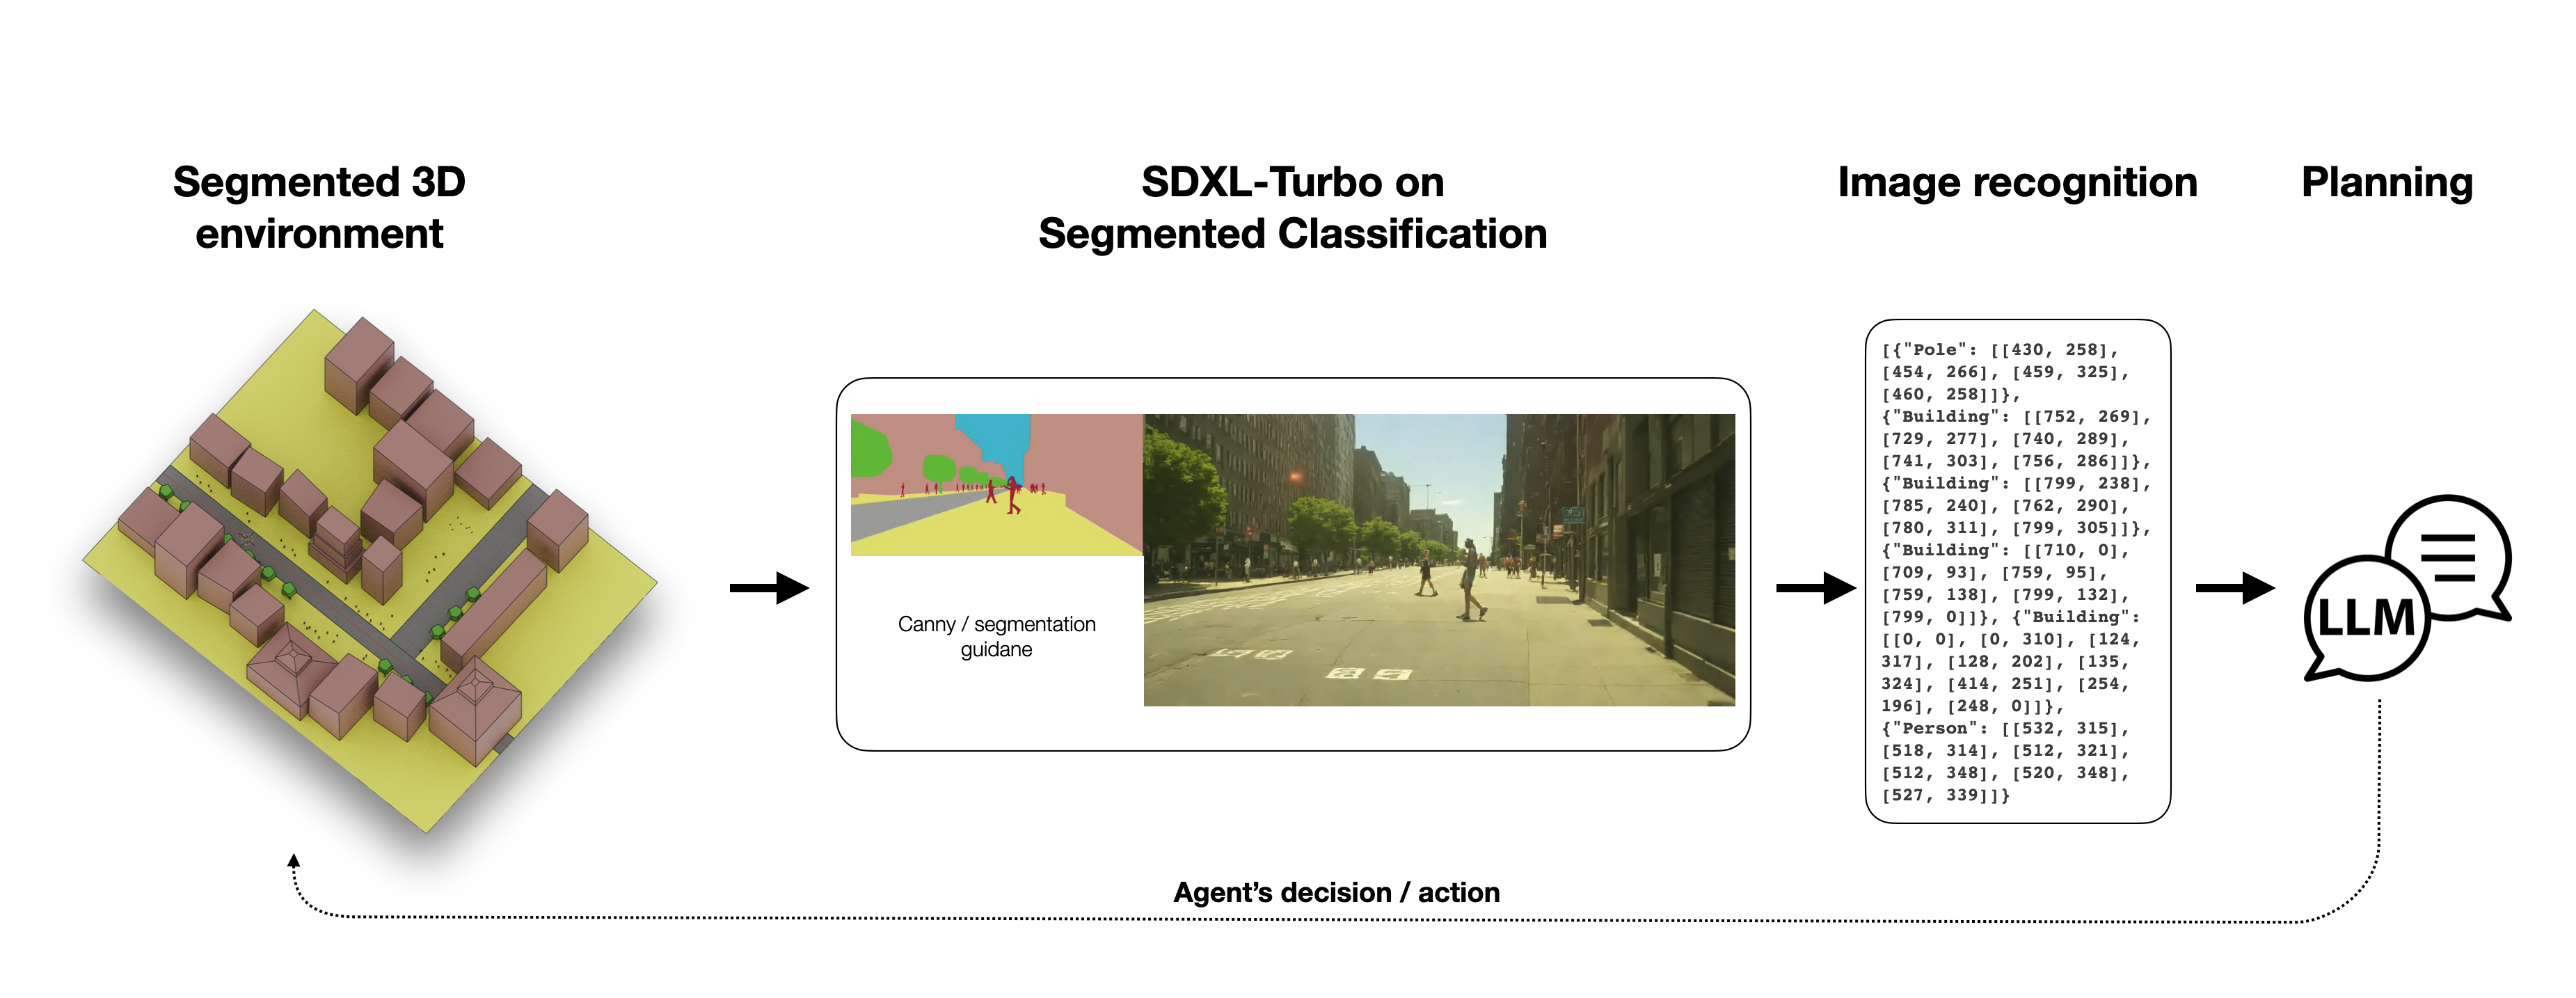 Segmented 3D
environment
SDXL-Turbo on
Segmented Classification
Image recognition
Planning
Canny / segmentation
guidane
[{"Pole": [[430, 258],
[454, 266], [459, 325],
[460, 258]]},
{"Building": [[752, 269],
[729, 277], [740, 289],
[741, 303], [756, 286]]},
{"Building": [[799, 238],
[785, 240], [762, 290],
[780, 311], [799, 305]]},
{"Building": [[710, 0],
[709, 93], [759, 95],
[759, 138], [799, 132],
[799, 0]]}, {"Building":
[[0, 0], [0, 310], [124,
317], [128, 202], [135,
324], [414, 251], [254,
196], [248, 0]]},
{"Person": [[532, 315],
[518, 314], [512, 321],
[512, 348], [520, 348],
[527, 339]]}
LLM
Agent’s decision / action